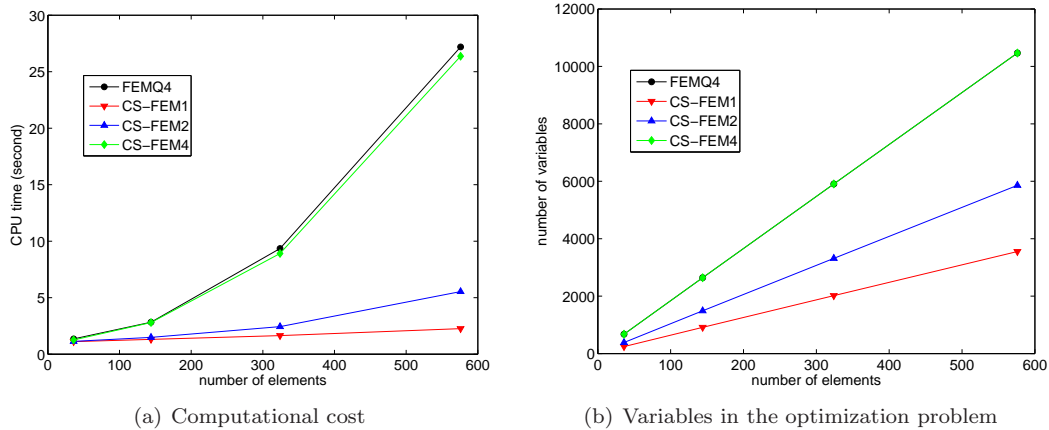 30
25
20
15
10
5
0
CPU time (second)
FEMQ4
CS-FEM1
CS-FEM2
CS-FEM4
0 100 200 300 400 500 600
number of elements
(a) Computational cost
12000
10000
8000
6000
4000
2000
0
number of variables
FEMQ4
CS-FEM1
CS-FEM2
CS-FEM4
0 100 200 300 400 500 600
number of elements
(b) Variables in the optimization problem